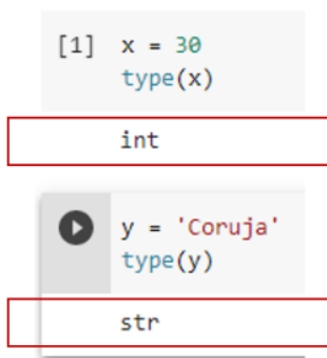 [1] x = 30
type(x)
int
y = 'Coruja'
type(y)
str